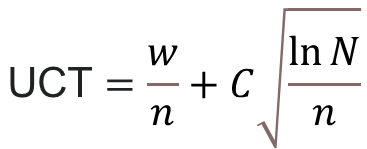 UCT = w/n + C√(ln N/n)